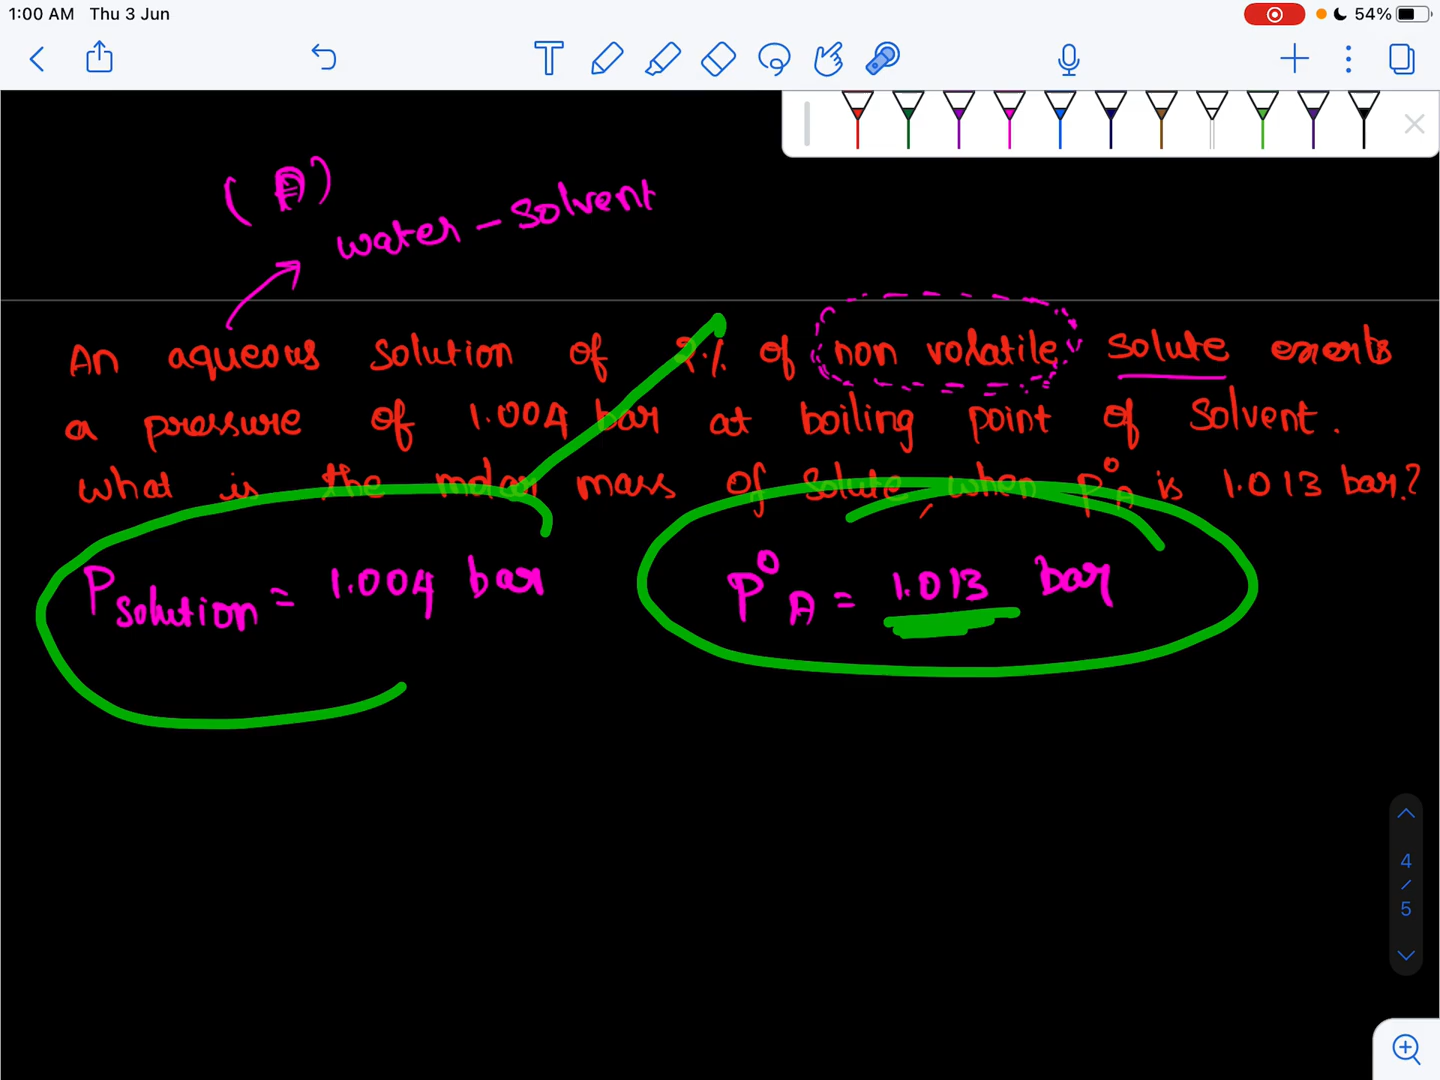 1:00 AM Thu 3 Jun
54%
(A)
water - solvent
An aqueous solution of 2% of non volatile solute exerts
a pressure of 1.004 bar at boiling point of solvent.
what is the molar mass of solute, when P°A is 1.013 bar?
Psolution = 1.004 bar
P°A = 1.013 bar
4
/
5